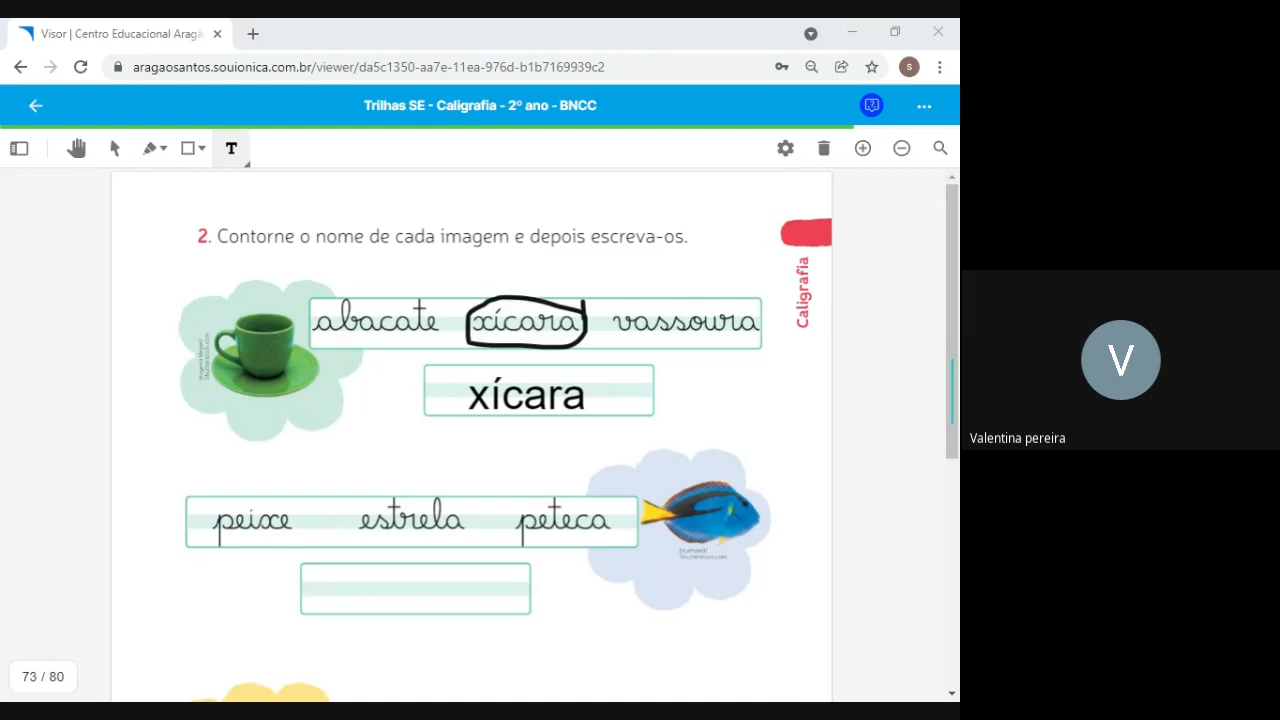 Visor | Centro Educacional Aragã
aragaosantos.souionica.com.br/viewer/da5c1350-aa7e-11ea-976d-b1b7169939c2
s
Trilhas SE - Caligrafia - 2º ano - BNCC
T
2. Contorne o nome de cada imagem e depois escreva-os.
Caligrafia
abacate xícara vassoura
xícara
peixe estrela peteca
Shutterstock.com
73 / 80
V
Valentina pereira